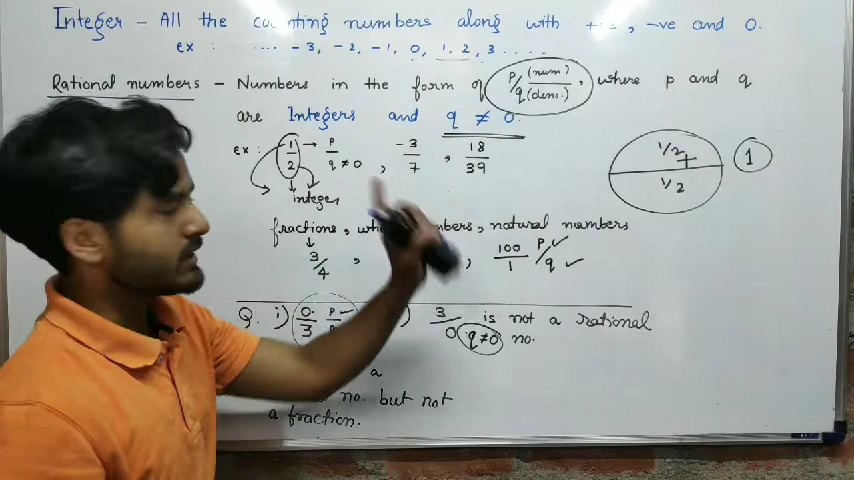 Integer - All the counting numbers along with -ve and 0.
ex : .... -3, -2, -1, 0, 1, 2, 3 .....
Rational numbers - Numbers in the form of P/q (num)/(deno.), where p and q
are Integers and q ≠ 0.
ex : 1/2 → P/q q≠0, -3/7, 18/39
integer
1/2 + 1/2 1
fractions, numbers, natural numbers
3/4, , 100/1 P/q
Q. i) 0/3 P ) 3/0 q≠0 is not a rational
no.
a
no. but not
a fraction.